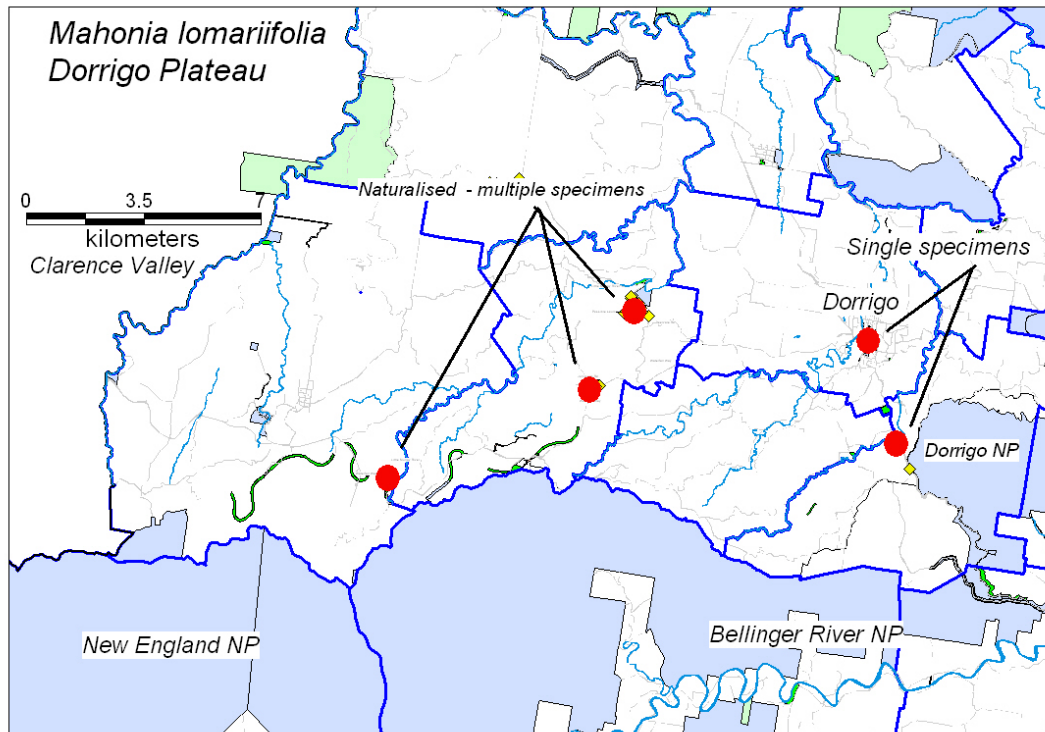 Mahonia lomariifolia
Dorrigo Plateau
Naturalised - multiple specimens
0 3.5 7
kilometers
Clarence Valley
Single specimens
Dorrigo
Dorrigo NP
New England NP
Bellinger River NP